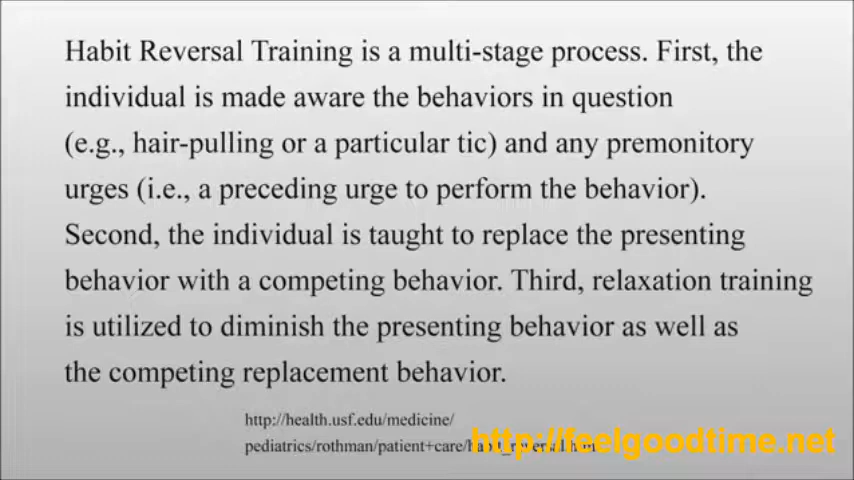 Habit Reversal Training is a multi-stage process. First, the
individual is made aware the behaviors in question
(e.g., hair-pulling or a particular tic) and any premonitory
urges (i.e., a preceding urge to perform the behavior).
Second, the individual is taught to replace the presenting
behavior with a competing behavior. Third, relaxation training
is utilized to diminish the presenting behavior as well as
the competing replacement behavior.
http://health.usf.edu/medicine/
pediatrics/rothman/patient+care/
http://feelgoodtime.net